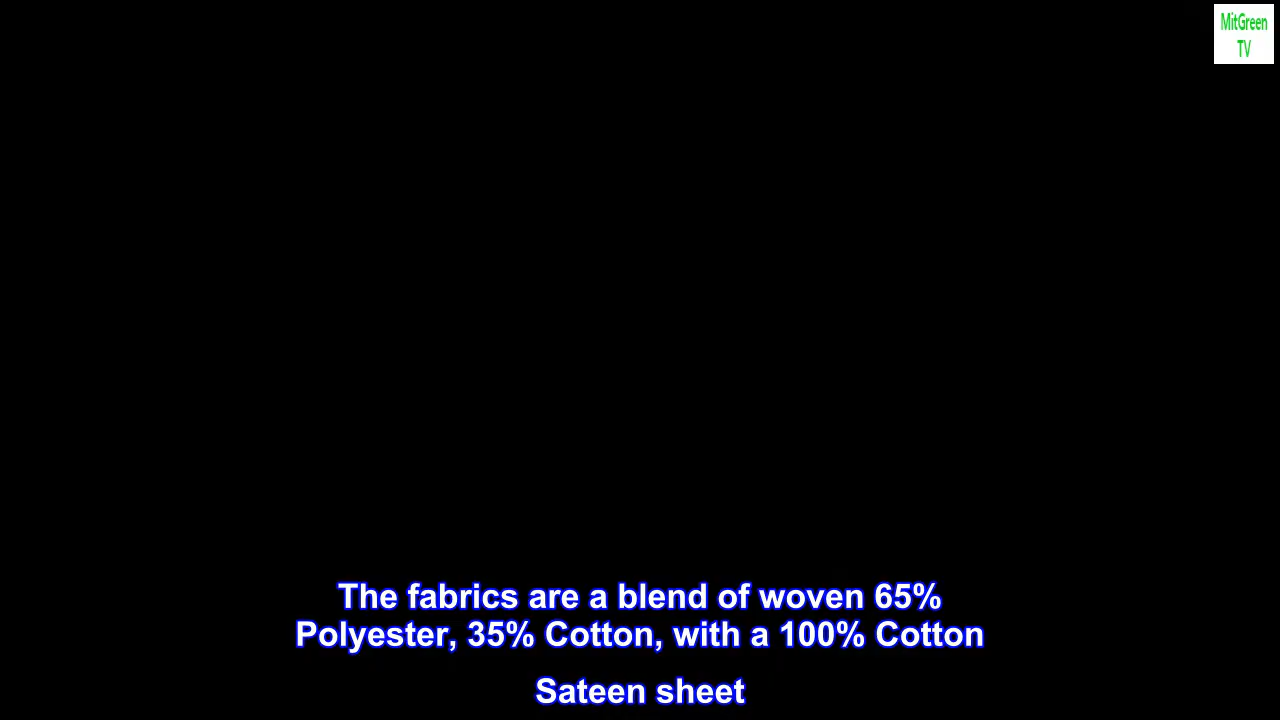 MitGreen
TV
The fabrics are a blend of woven 65%
Polyester, 35% Cotton, with a 100% Cotton
Sateen sheet